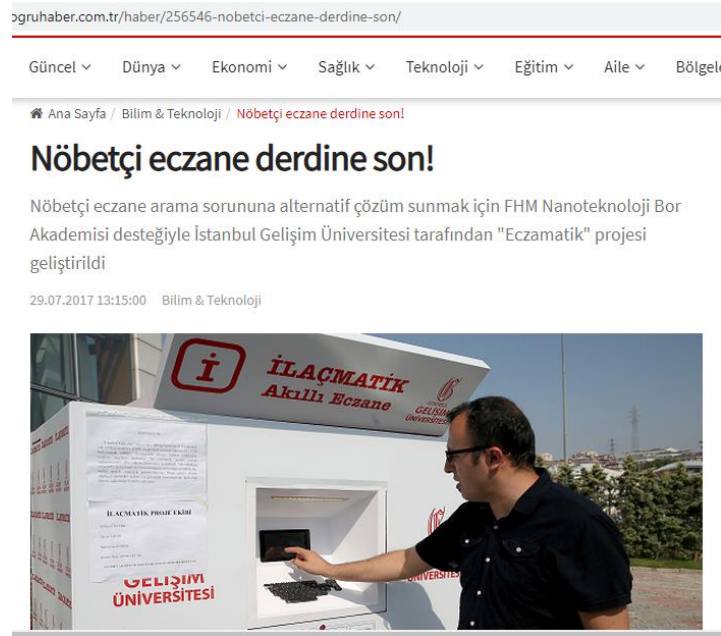 ogruhaber.com.tr/haber/256546-nobetci-eczane-derdine-son/
Güncel Dünya Ekonomi Sağlık Teknoloji Eğitim Aile Bölgele
Ana Sayfa / Bilim & Teknoloji / Nöbetçi eczane derdine son!
Nöbetçi eczane derdine son!
Nöbetçi eczane arama sorununa alternatif çözüm sunmak için FHM Nanoteknoloji Bor
Akademisi desteğiyle İstanbul Gelişim Üniversitesi tarafından "Eczamatik" projesi
geliştirildi
29.07.2017 13:15:00 Bilim & Teknoloji
i
İLAÇMATİK
Akıllı Eczane
GELİŞİM
ÜNİVERSİTESİ
İLAÇMATİK PROJE EKİBİ
GELİŞİM
ÜNİVERSİTESİ